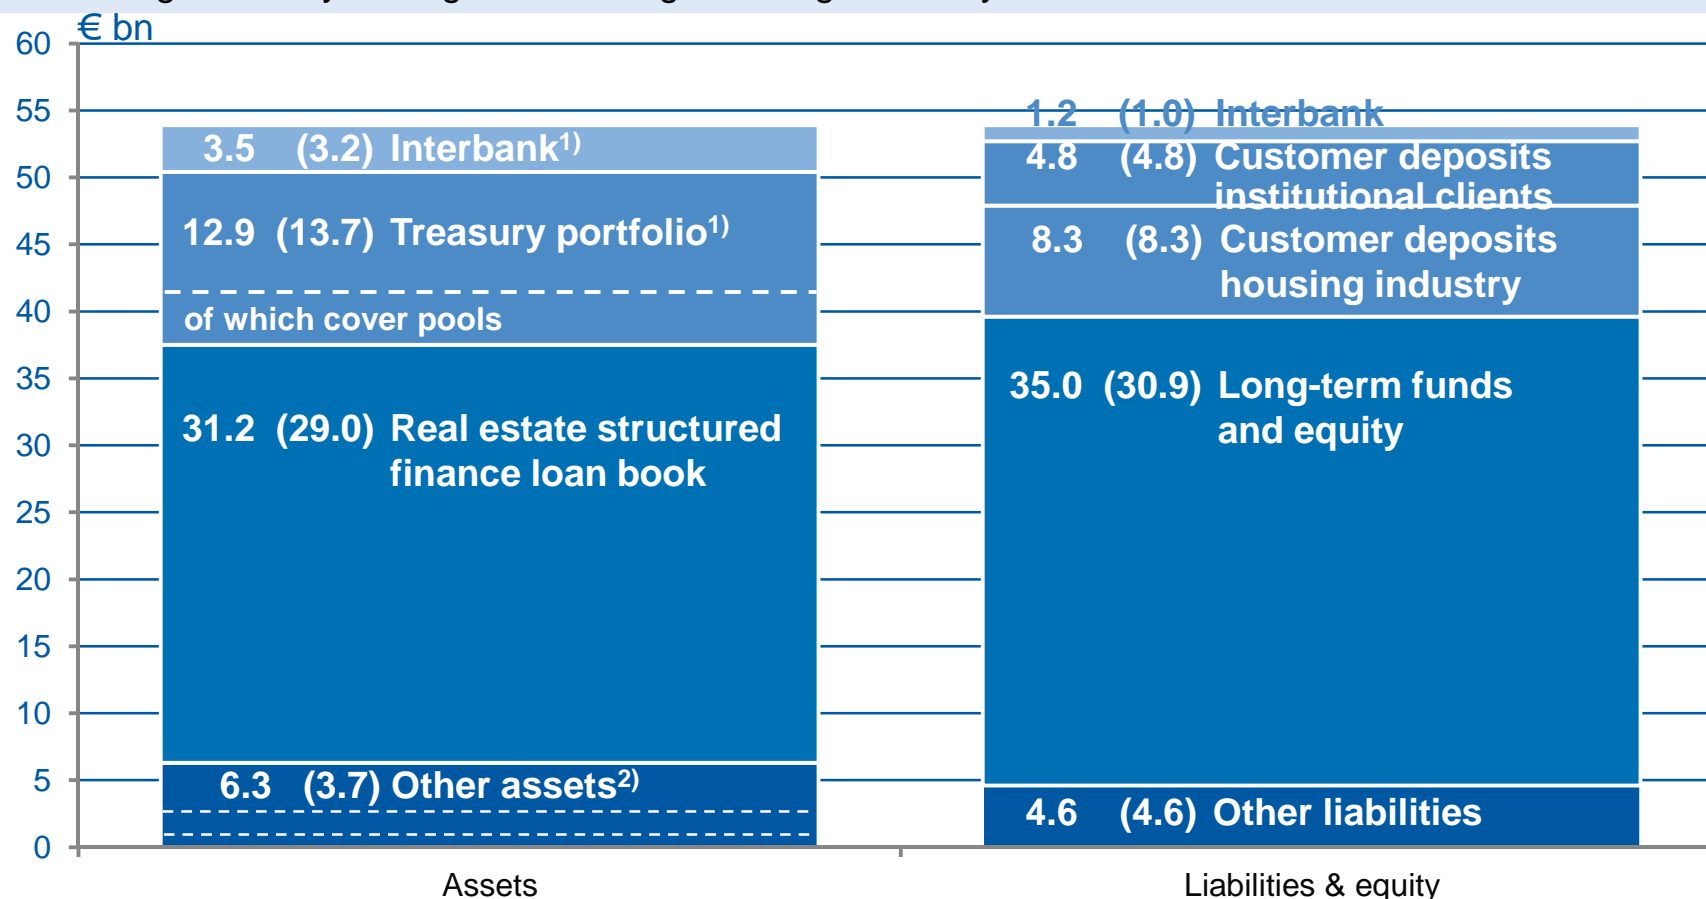 € bn
60
55
50
45
40
35
30
25
20
15
10
5
0
3.5 (3.2) Interbank1)
12.9 (13.7) Treasury portfolio1)
of which cover pools
31.2 (29.0) Real estate structured
finance loan book
6.3 (3.7) Other assets2)
1.2 (1.0) Interbank
4.8 (4.8) Customer deposits
institutional clients
8.3 (8.3) Customer deposits
housing industry
35.0 (30.9) Long-term funds
and equity
4.6 (4.6) Other liabilities
Assets
Liabilities & equity